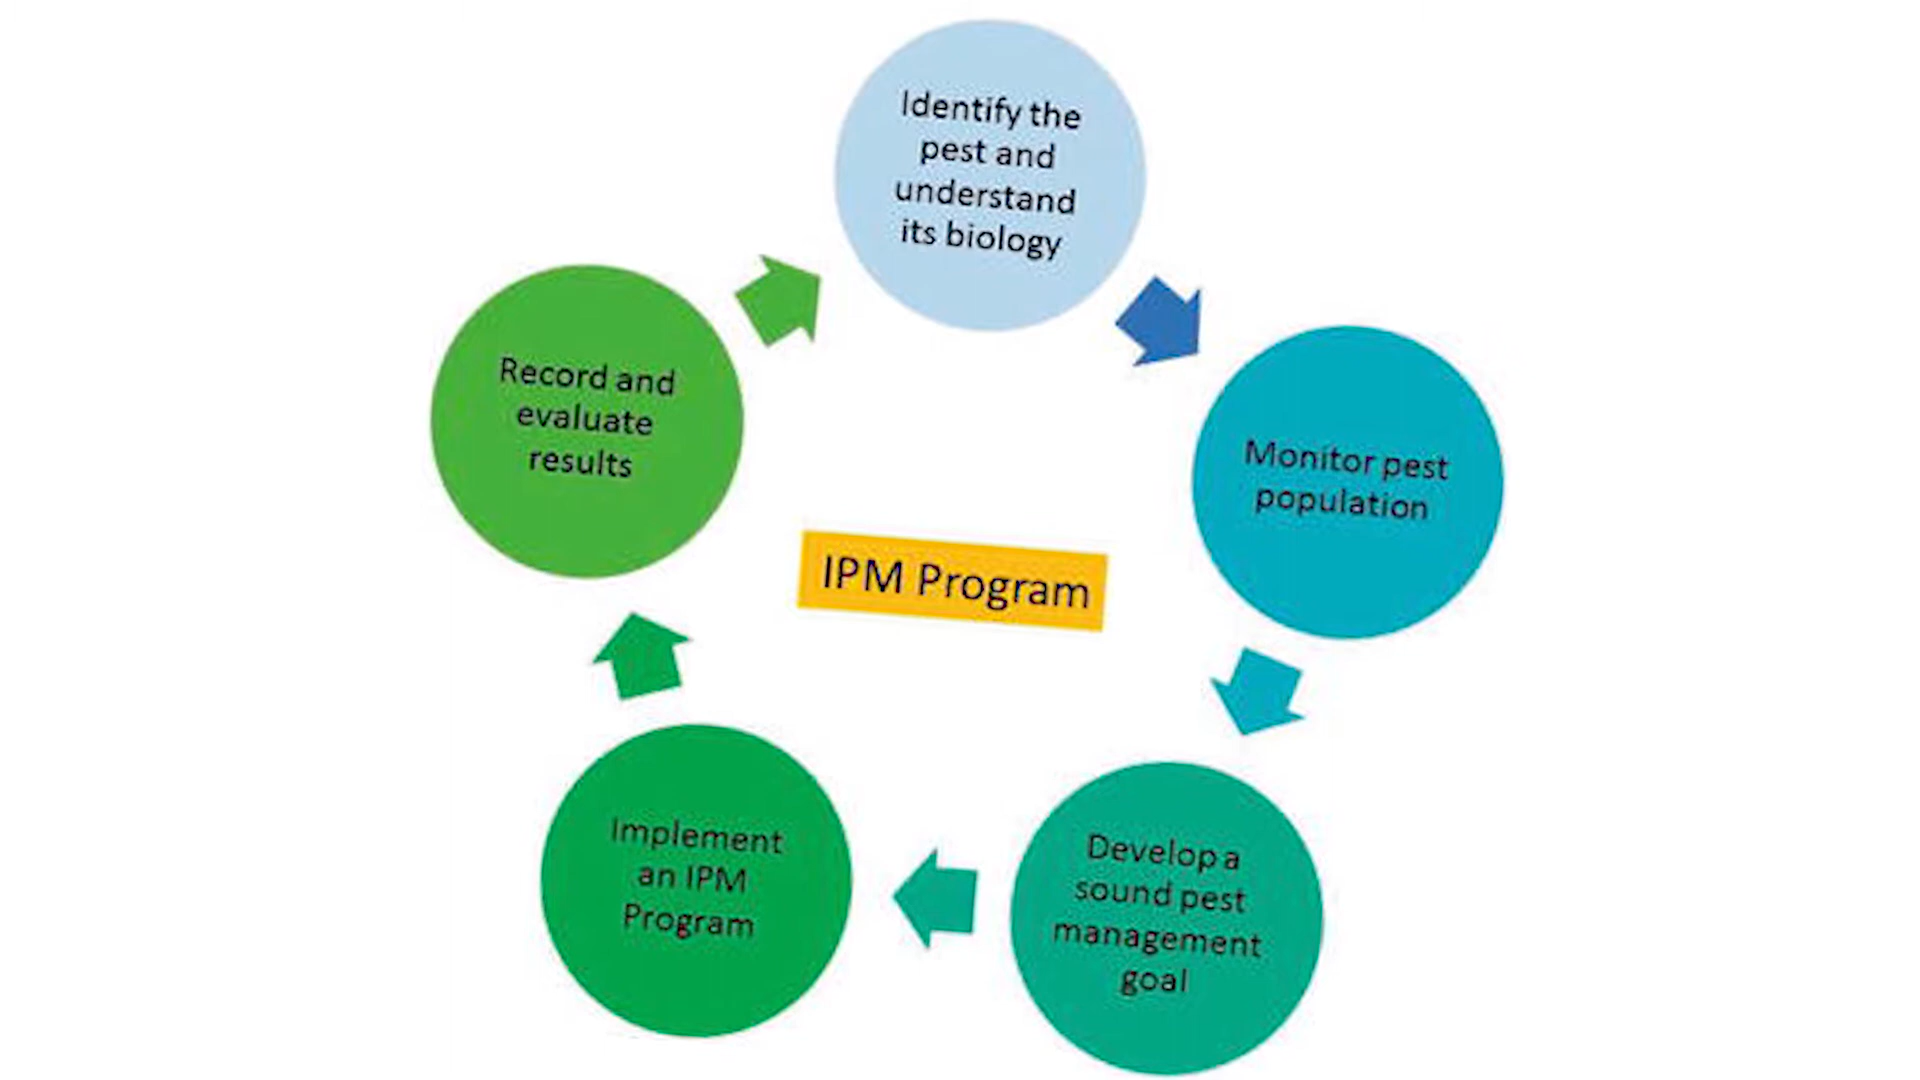 Identify the
pest and
understand
its biology
Monitor pest
population
Develop a
sound pest
management
goal
Implement
an IPM
Program
Record and
evaluate
results
IPM Program